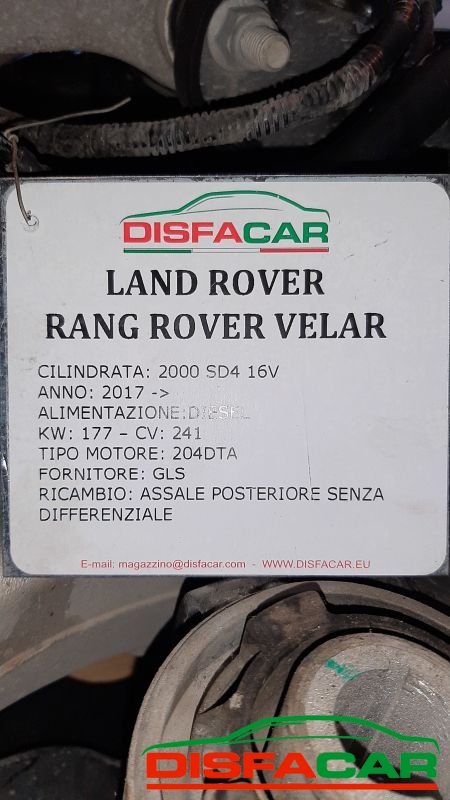 DISFACAR
LAND ROVER
RANG ROVER VELAR
CILINDRATA: 2000 SD4 16V
ANNO: 2017 ->
ALIMENTAZIONE:DIESEL
KW: 177 – CV: 241
TIPO MOTORE: 204DTA
FORNITORE: GLS
RICAMBIO: ASSALE POSTERIORE SENZA
DIFFERENZIALE
E-mail: magazzino@disfacar.com - WWW.DISFACAR.EU
DISFACAR